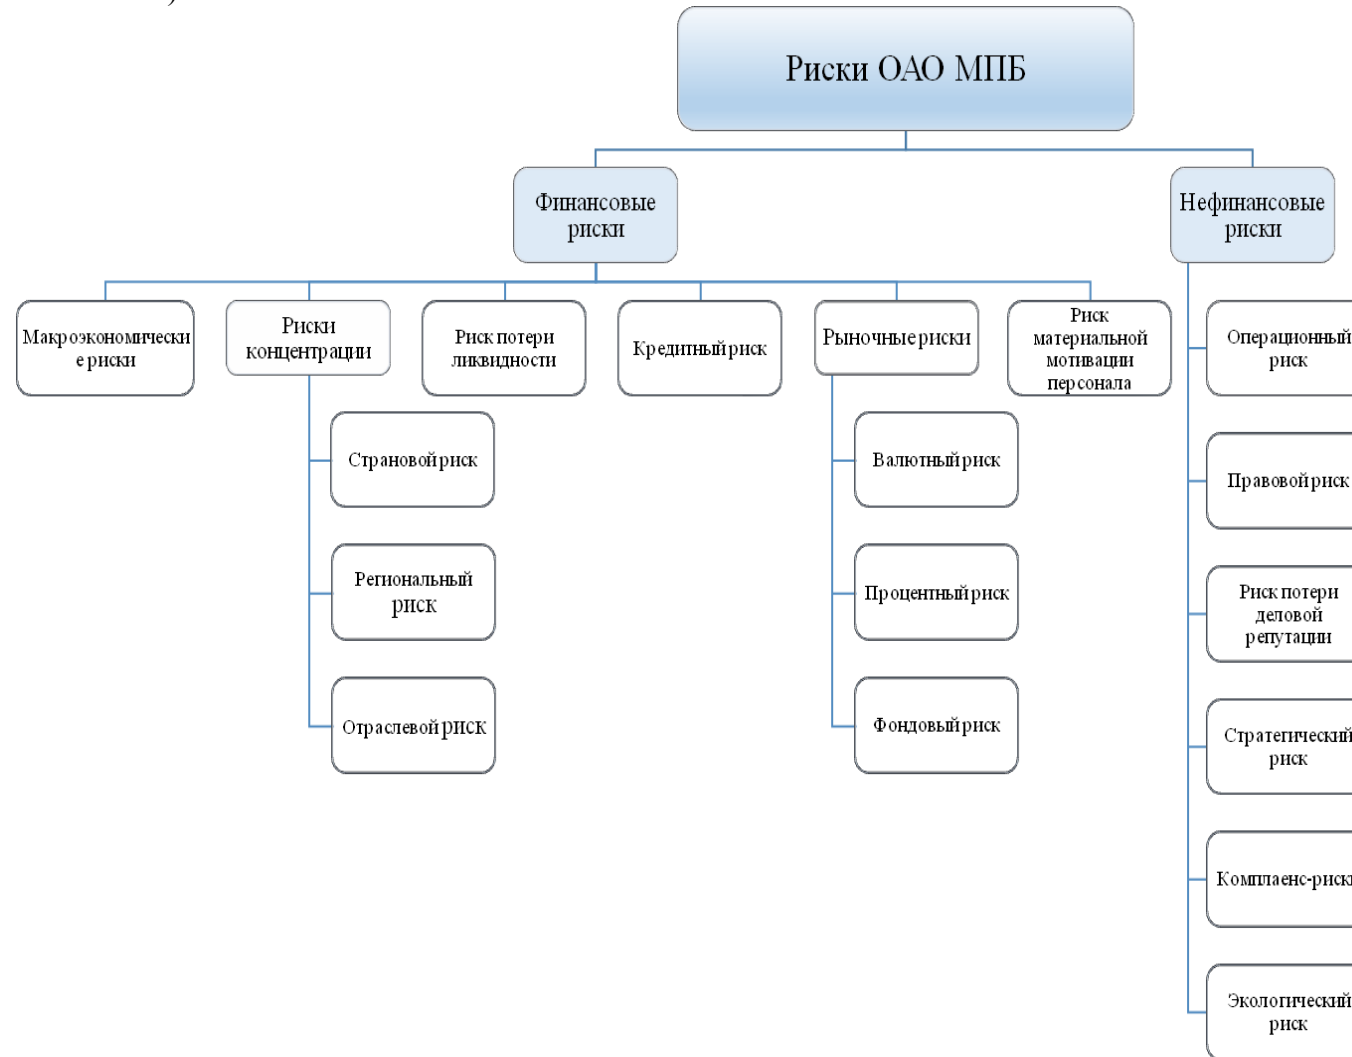 )
Риски ОАО МПБ
Финансовые
риски
Нефинансовые
риски
Макроэкономически
е риски
Риски
концентрации
Риск потери
ликвидности
Кредитный риск
Рыночные риски
Риск
материальной
мотивации
персонала
Страновой риск
Региональный
риск
Отраслевой риск
Валютный риск
Процентный риск
Фондовый риск
Операционный
риск
Правовой риск
Риск потери
деловой
репутации
Стратегический
риск
Комплаенс-риски
Экологический
риск